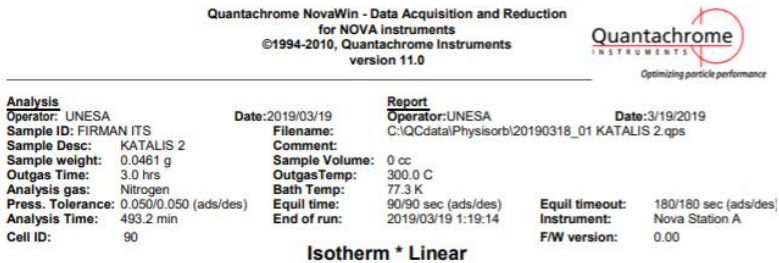 Quantachrome NovaWin - Data Acquisition and Reduction
for NOVA instruments
©1994-2010, Quantachrome Instruments
version 11.0
Quantachrome
INSTRUMENTS
Optimizing particle performance
Analysis Report
Operator: UNESA Date:2019/03/19 Operator:UNESA Date:3/19/2019
Sample ID: FIRMAN ITS Filename: C:\QCdata\Physisorb\20190318_01 KATALIS 2.qps
Sample Desc: KATALIS 2 Comment:
Sample weight: 0.0461 g Sample Volume: 0 cc
Outgas Time: 3.0 hrs OutgasTemp: 300.0 C
Analysis gas: Nitrogen Bath Temp: 77.3 K
Press. Tolerance: 0.050/0.050 (ads/des) Equil time: 90/90 sec (ads/des) Equil timeout: 180/180 sec (ads/des)
Analysis Time: 493.2 min End of run: 2019/03/19 1:19:14 Instrument: Nova Station A
Cell ID: 90 F/W version: 0.00
Isotherm * Linear